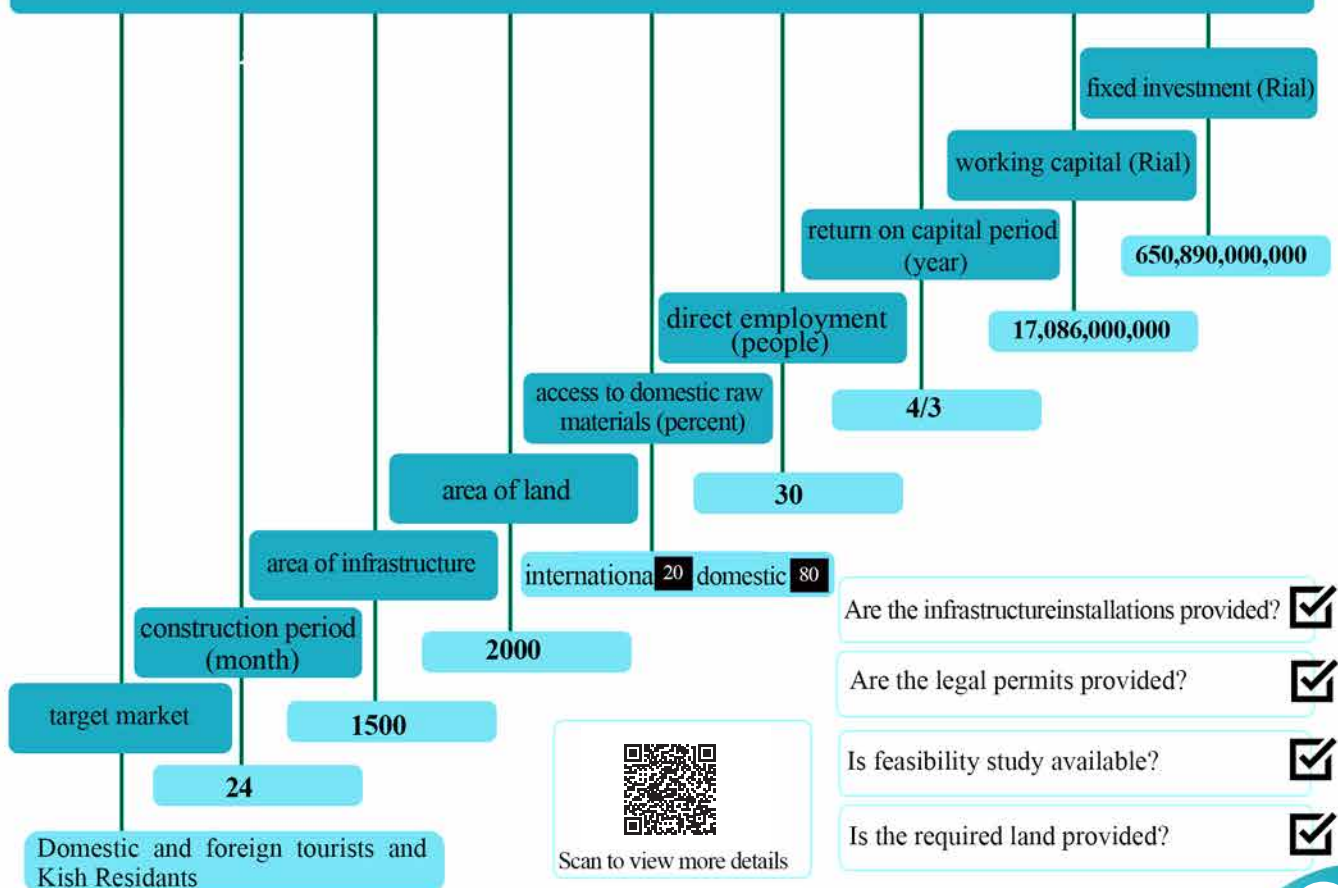 fixed investment (Rial)
650,890,000,000
working capital (Rial)
17,086,000,000
return on capital period
(year)
4/3
direct employment
(people)
30
access to domestic raw
materials (percent)
internationa 20 domestic 80
area of land
2000
area of infrastructure
1500
construction period
(month)
24
target market
Domestic and foreign tourists and
Kish Residants
Scan to view more details
Are the infrastructureinstallations provided?
Are the legal permits provided?
Is feasibility study available?
Is the required land provided?